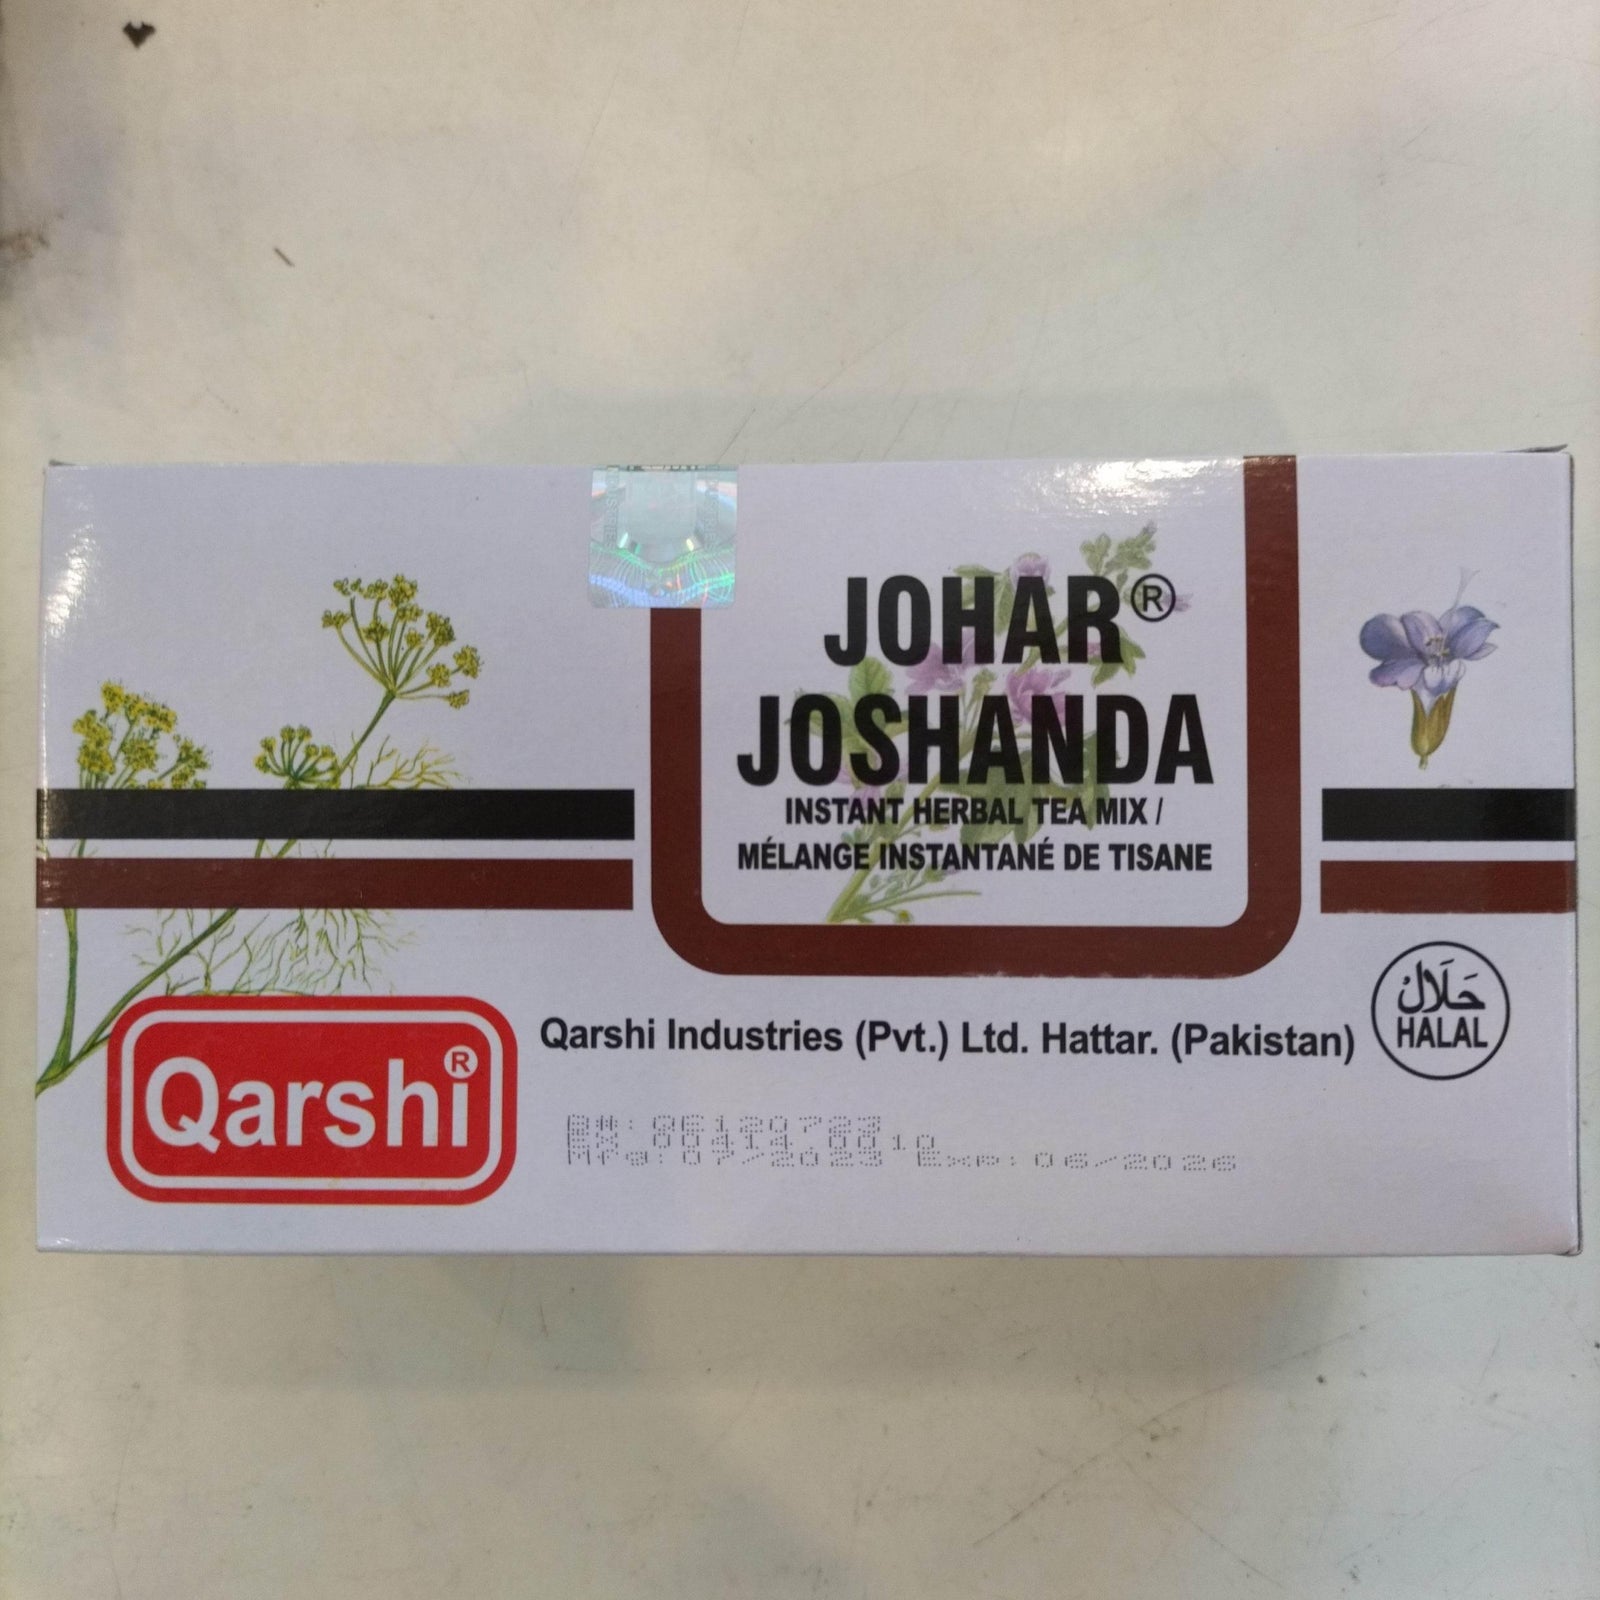 JOHAR®
JOSHANDA
INSTANT HERBAL TEA MIX /
MÉLANGE INSTANTANÉ DE TISANE
Qarshi®
Qarshi Industries (Pvt.) Ltd. Hattar. (Pakistan)
حَلَالْ
HALAL
Mfg:07/2023 Exp:06/2026